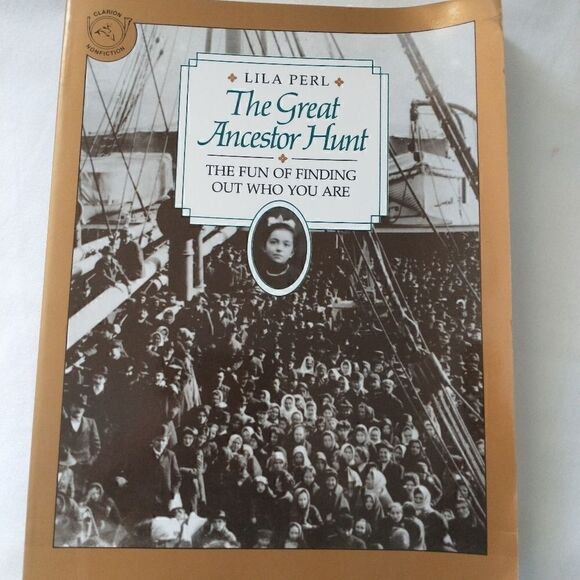 CLARION
NONFICTION
LILA PERL
The Great
Ancestor Hunt
THE FUN OF FINDING
OUT WHO YOU ARE